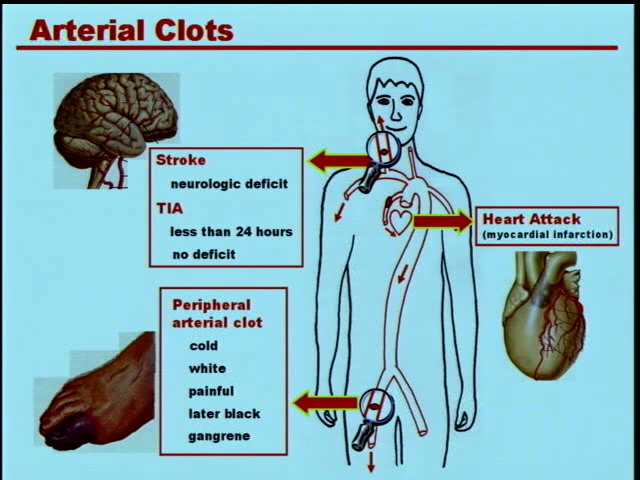 Arterial Clots
Stroke
neurologic deficit
TIA
less than 24 hours
no deficit
Heart Attack
(myocardial infarction)
Peripheral
arterial clot
cold
white
painful
later black
gangrene